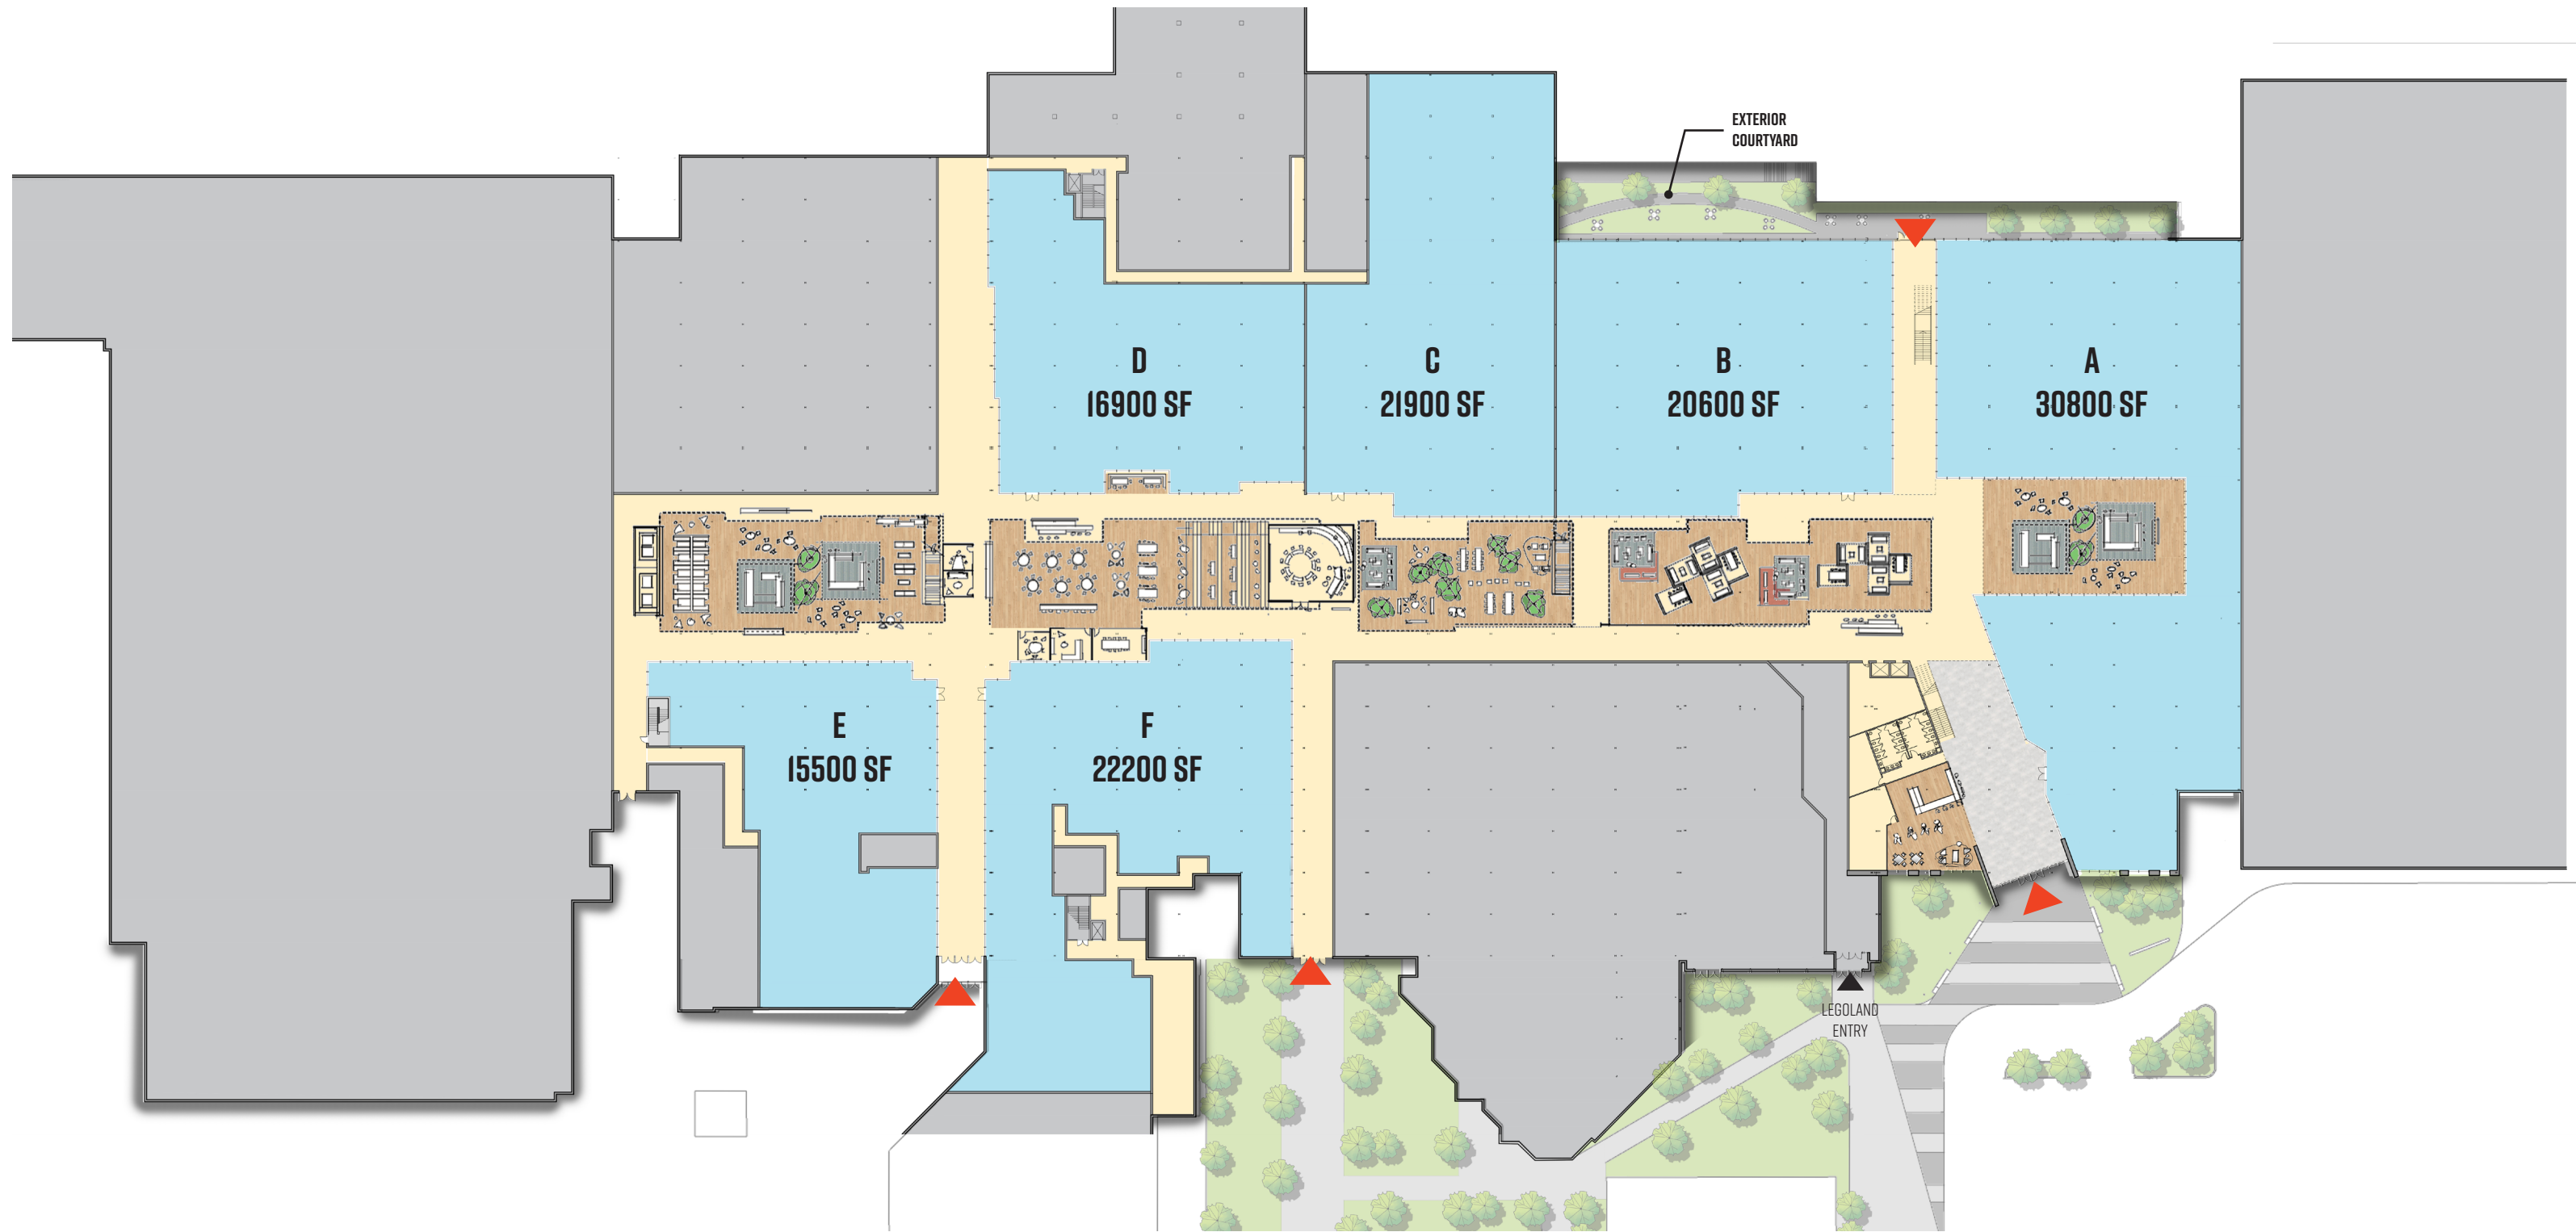 EXTERIOR
COURTYARD
D
16900 SF
C
21900 SF
B
20600 SF
A
30800 SF
E
15500 SF
F
22200 SF
LEGOLAND
ENTRY